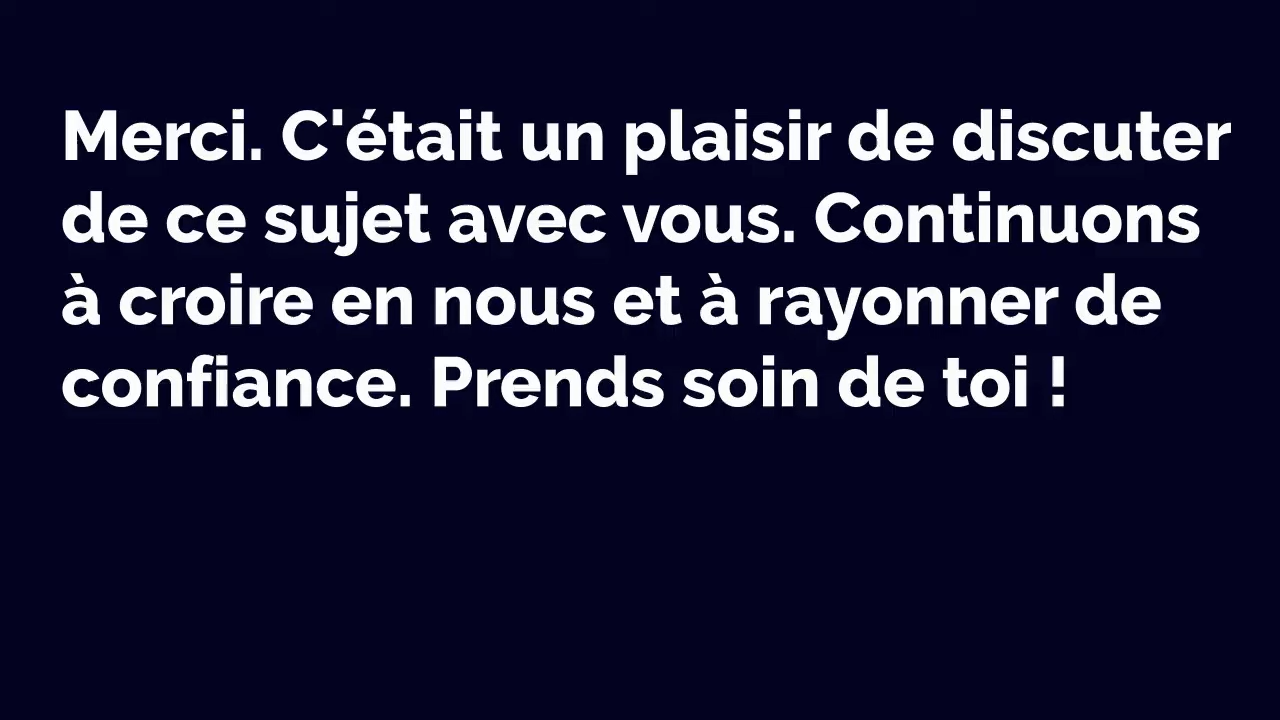 Merci. C'était un plaisir de discuter
de ce sujet avec vous. Continuons
à croire en nous et à rayonner de
confiance. Prends soin de toi !